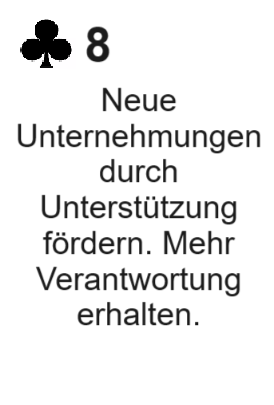 ♣ 8
Neue
Unternehmungen
durch
Unterstützung
fördern. Mehr
Verantwortung
erhalten.